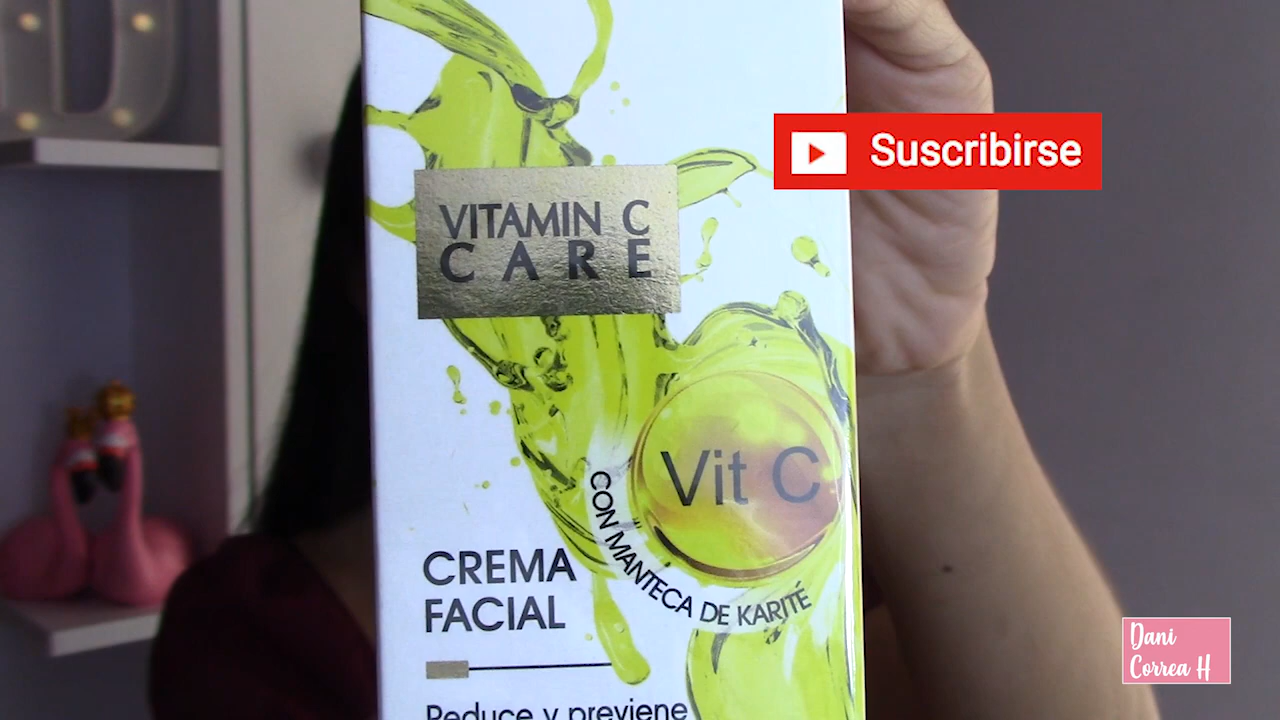 Suscribirse
VITAMIN C
CARE
Vit C
CON MANTECA DE KARITÉ
CREMA
FACIAL
Reduce y previene
Dani
Correa H